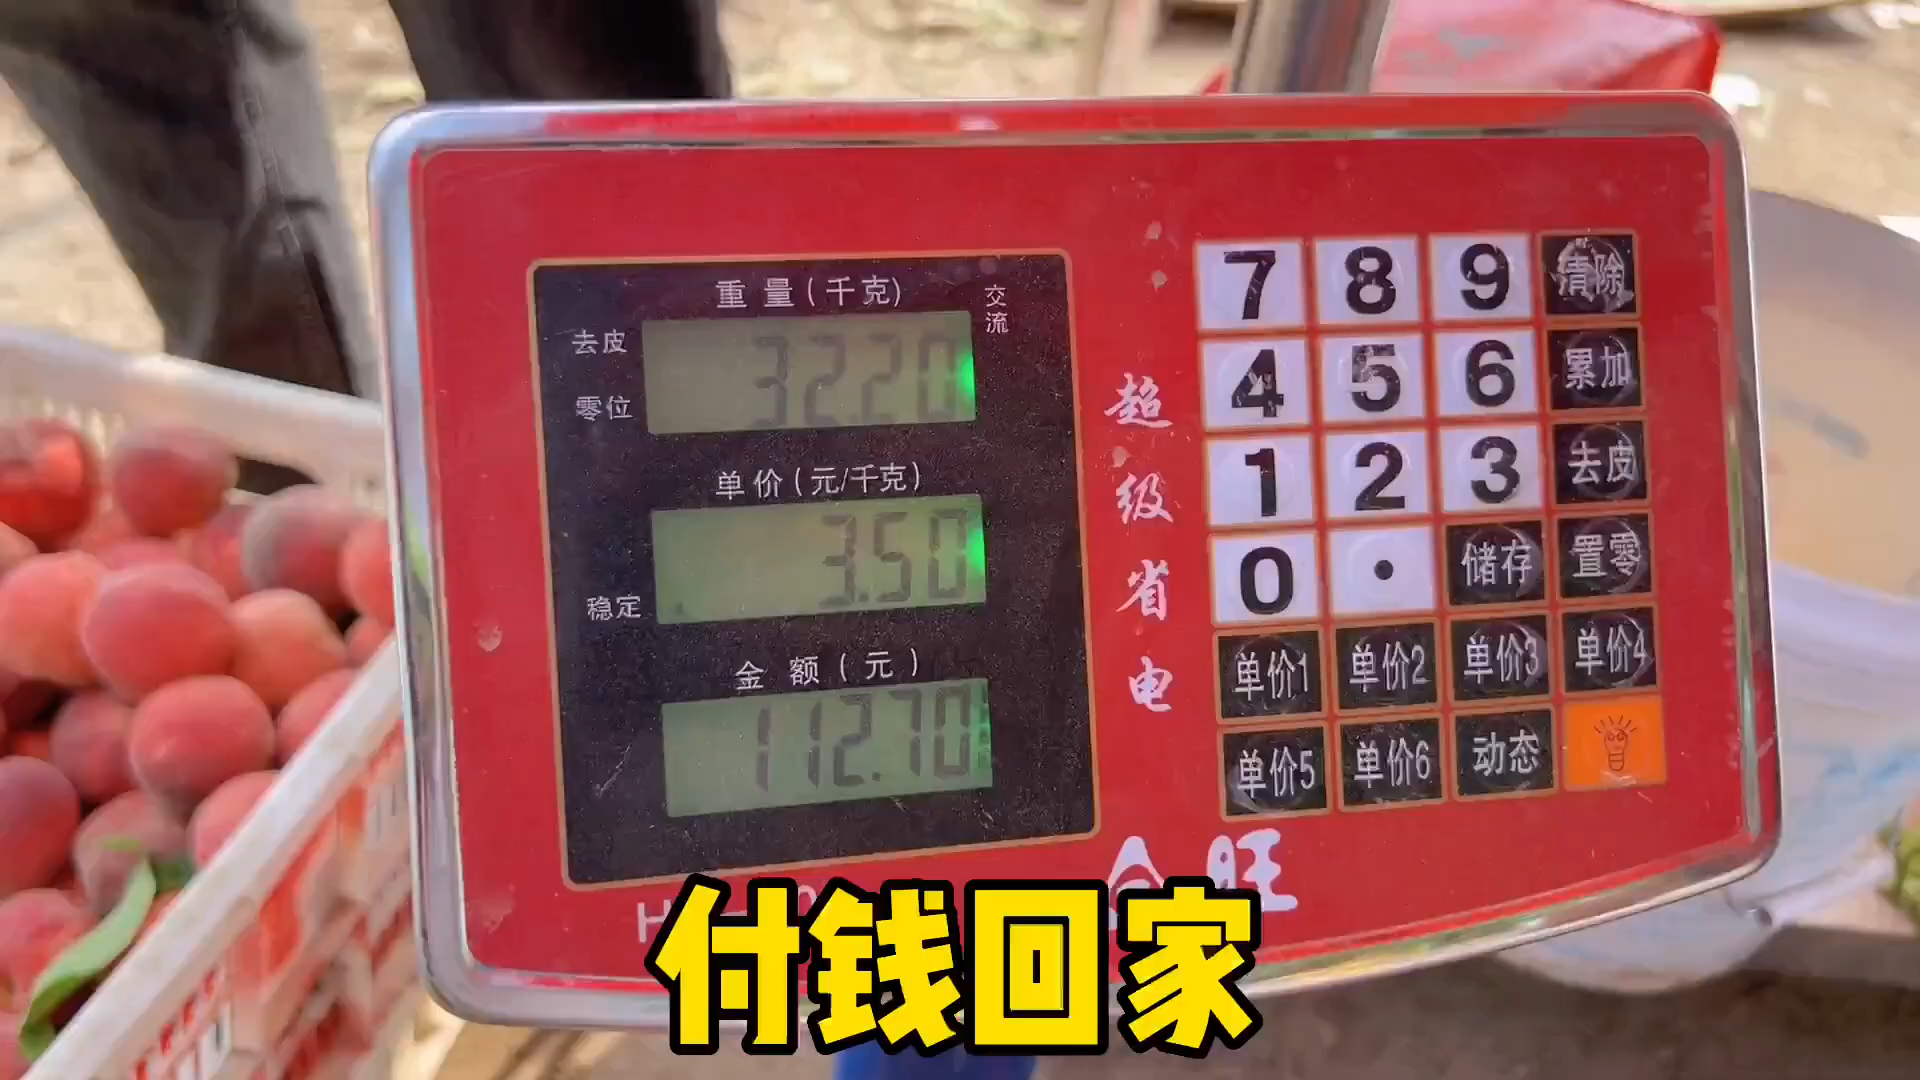 重量(千克)
交流
去皮
零位
32.20
单价(元/千克)
3.50
稳定
金额(元)
112.70
超级省电
7 8 9 清除
4 5 6 累加
1 2 3 去皮
0 · 储存 置零
单价1 单价2 单价3 单价4
单价5 单价6 动态
合旺
付钱回家